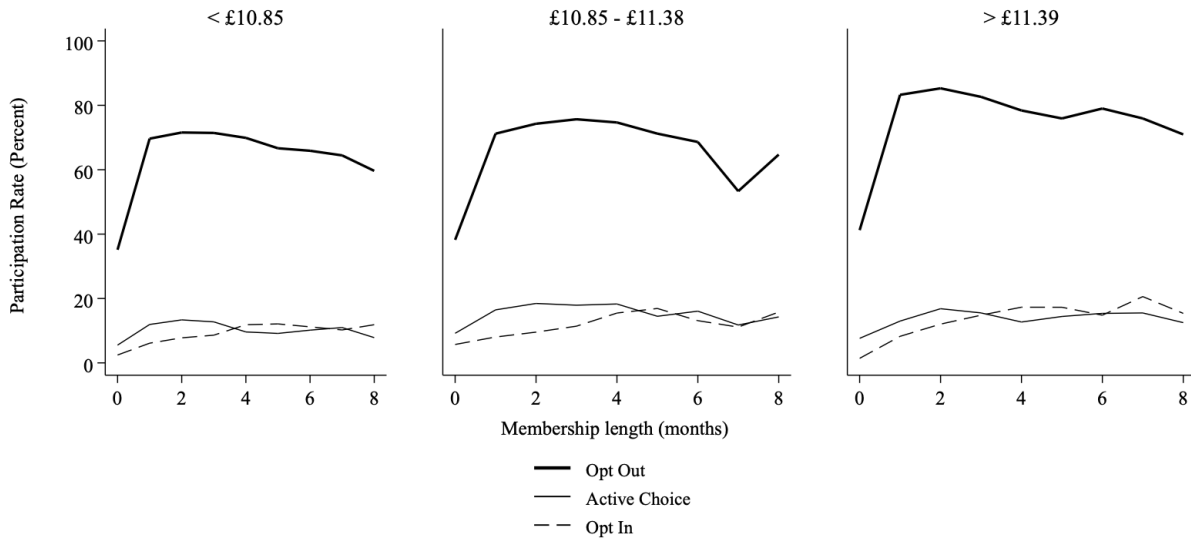 < £10.85
£10.85 - £11.38
> £11.39
Participation Rate (Percent)
100
80
60
40
20
0
0 2 4 6 8
0 2 4 6 8
0 2 4 6 8
Membership length (months)
Opt Out
Active Choice
Opt In